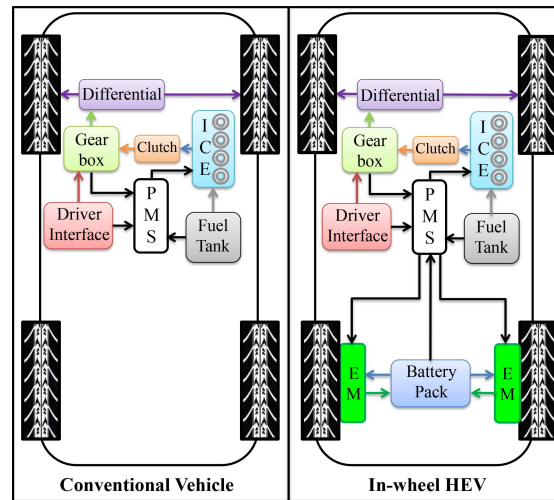 Differential
Gear
box
Clutch
I
C
E
Driver
Interface
P
M
S
Fuel
Tank
Conventional Vehicle
Differential
Gear
box
Clutch
I
C
E
Driver
Interface
P
M
S
Fuel
Tank
E
M
Battery
Pack
E
M
In-wheel HEV